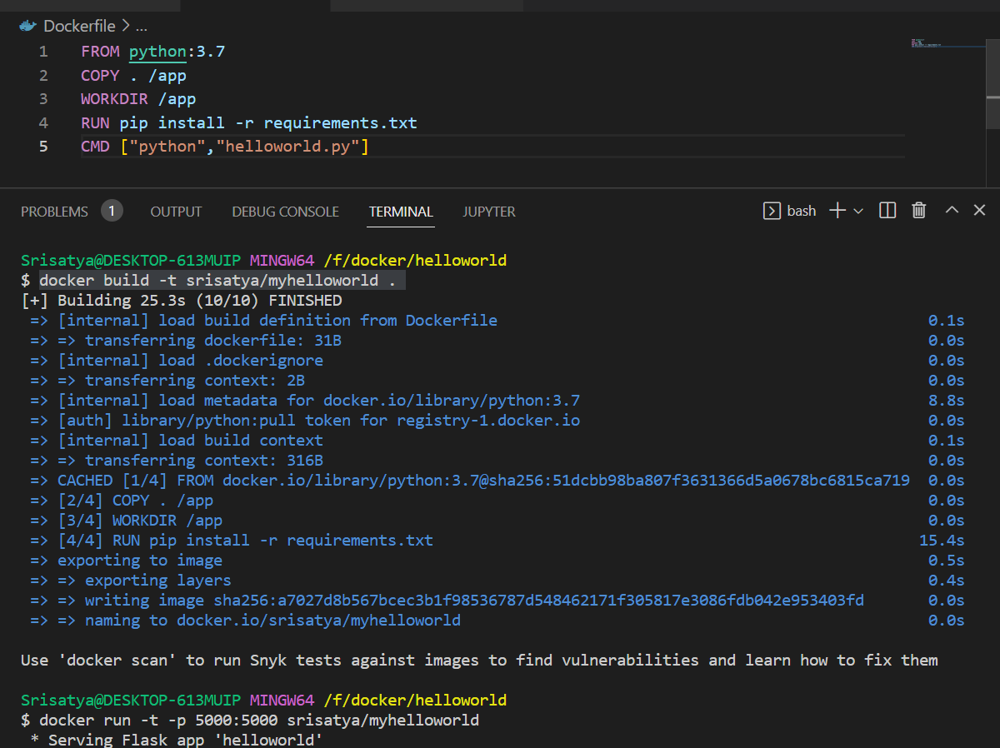 Dockerfile > ...
1 FROM python:3.7
2 COPY . /app
3 WORKDIR /app
4 RUN pip install -r requirements.txt
5 CMD ["python","helloworld.py"]
PROBLEMS 1 OUTPUT DEBUG CONSOLE TERMINAL JUPYTER bash
Srisatya@DESKTOP-613MUIP MINGW64 /f/docker/helloworld
$ docker build -t srisatya/myhelloworld .
[+] Building 25.3s (10/10) FINISHED
=> [internal] load build definition from Dockerfile 0.1s
=> => transferring dockerfile: 31B 0.0s
=> [internal] load .dockerignore 0.0s
=> => transferring context: 2B 0.0s
=> [internal] load metadata for docker.io/library/python:3.7 8.8s
=> [auth] library/python:pull token for registry-1.docker.io 0.0s
=> [internal] load build context 0.1s
=> => transferring context: 316B 0.0s
=> CACHED [1/4] FROM docker.io/library/python:3.7@sha256:51dcbb98ba807f3631366d5a0678bc6815ca719 0.0s
=> [2/4] COPY . /app 0.0s
=> [3/4] WORKDIR /app 0.0s
=> [4/4] RUN pip install -r requirements.txt 15.4s
=> exporting to image 0.5s
=> => exporting layers 0.4s
=> => writing image sha256:a7027d8b567bcec3b1f98536787d548462171f305817e3086fdb042e953403fd 0.0s
=> => naming to docker.io/srisatya/myhelloworld 0.0s
Use 'docker scan' to run Snyk tests against images to find vulnerabilities and learn how to fix them
Srisatya@DESKTOP-613MUIP MINGW64 /f/docker/helloworld
$ docker run -t -p 5000:5000 srisatya/myhelloworld
* Serving Flask app 'helloworld'